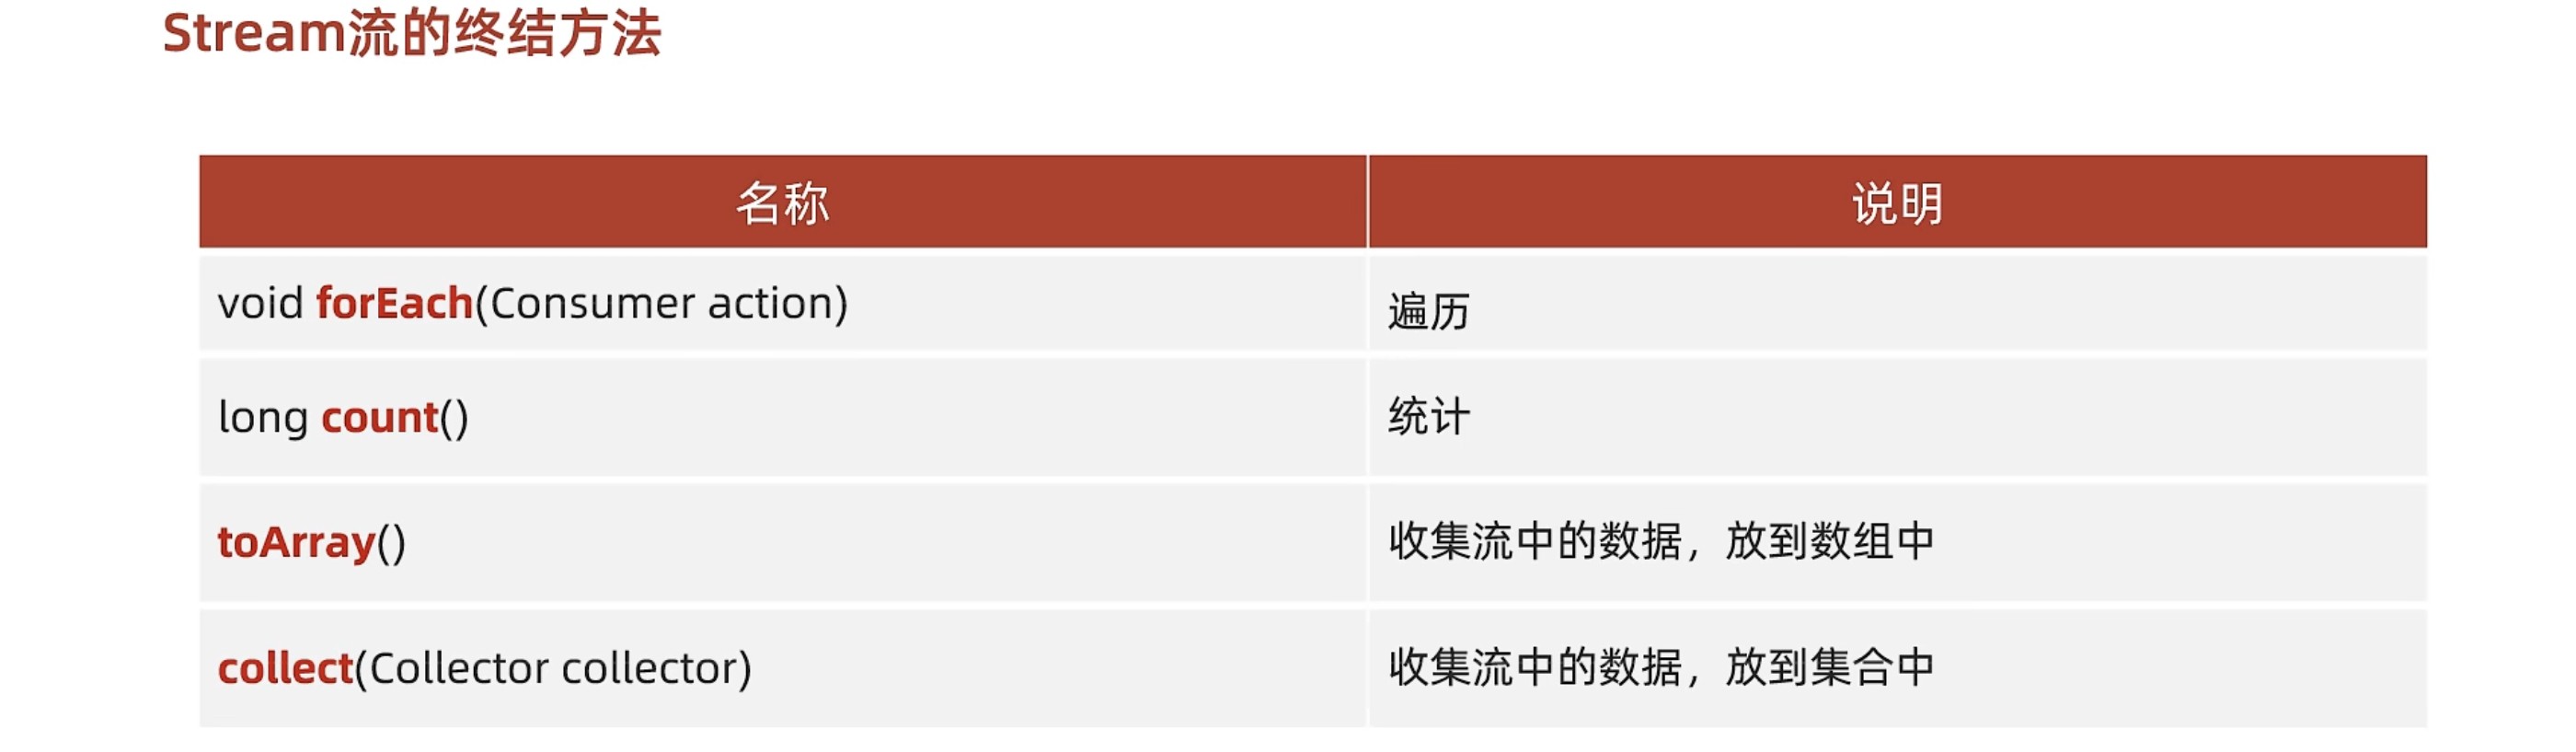 Stream流的终结方法
名称 说明
void forEach(Consumer action) 遍历
long count() 统计
toArray() 收集流中的数据，放到数组中
collect(Collector collector) 收集流中的数据，放到集合中